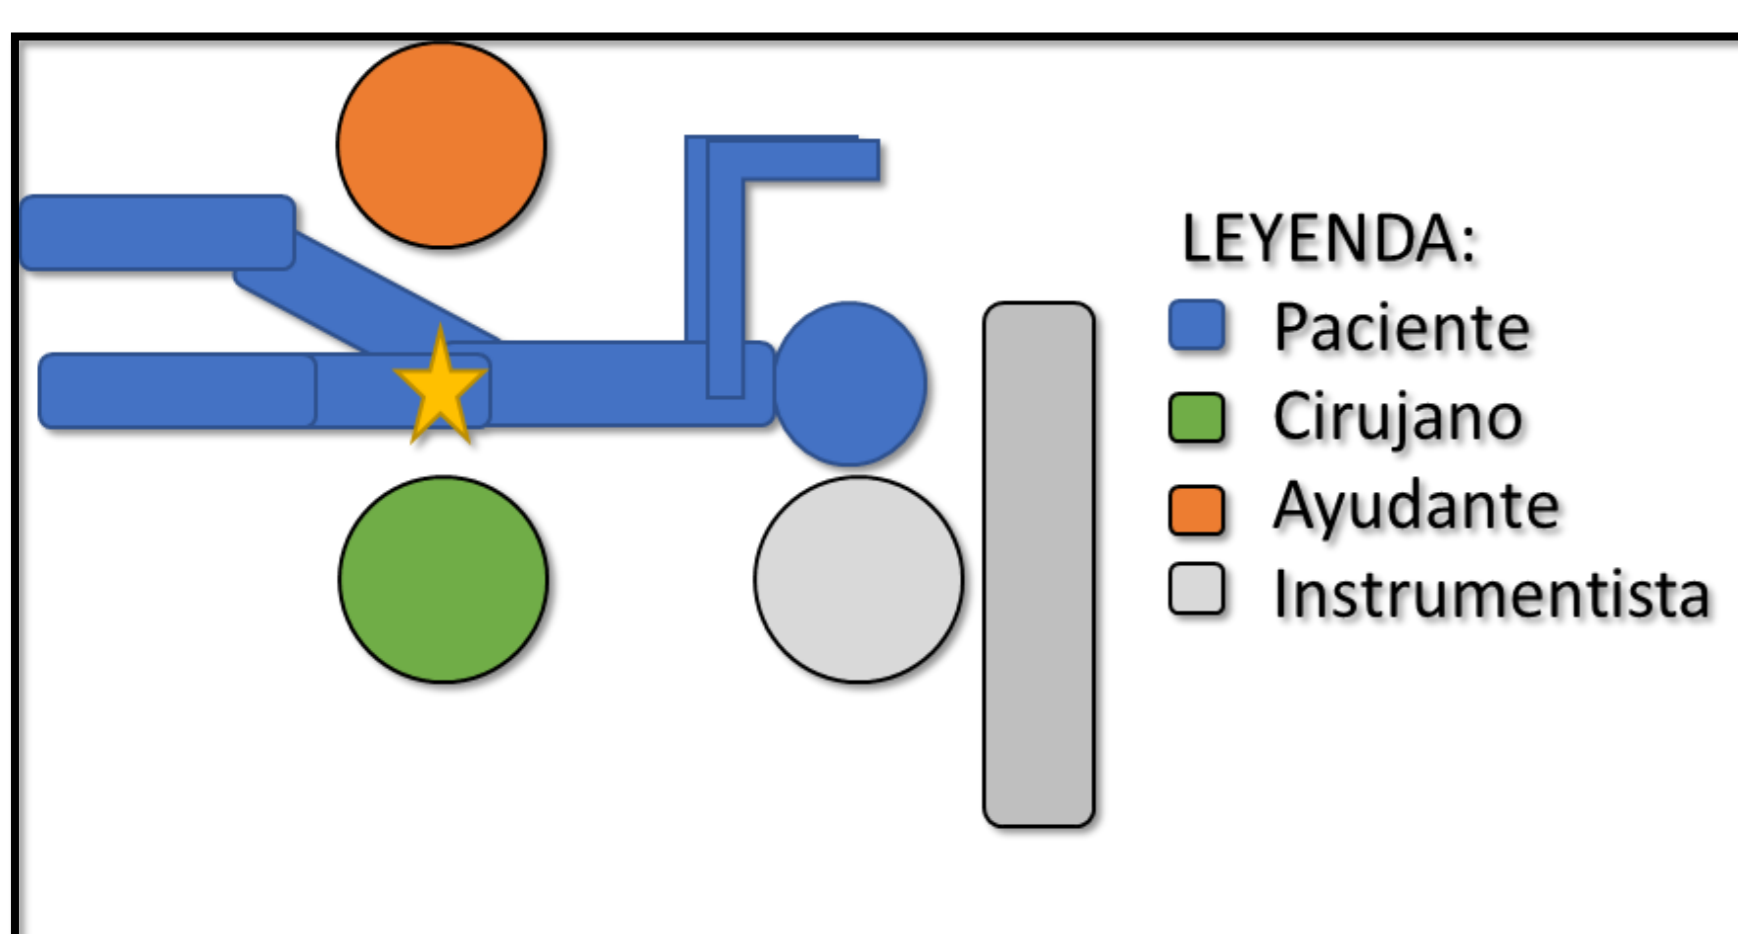 LEYENDA:
Paciente
Cirujano
Ayudante
Instrumentista